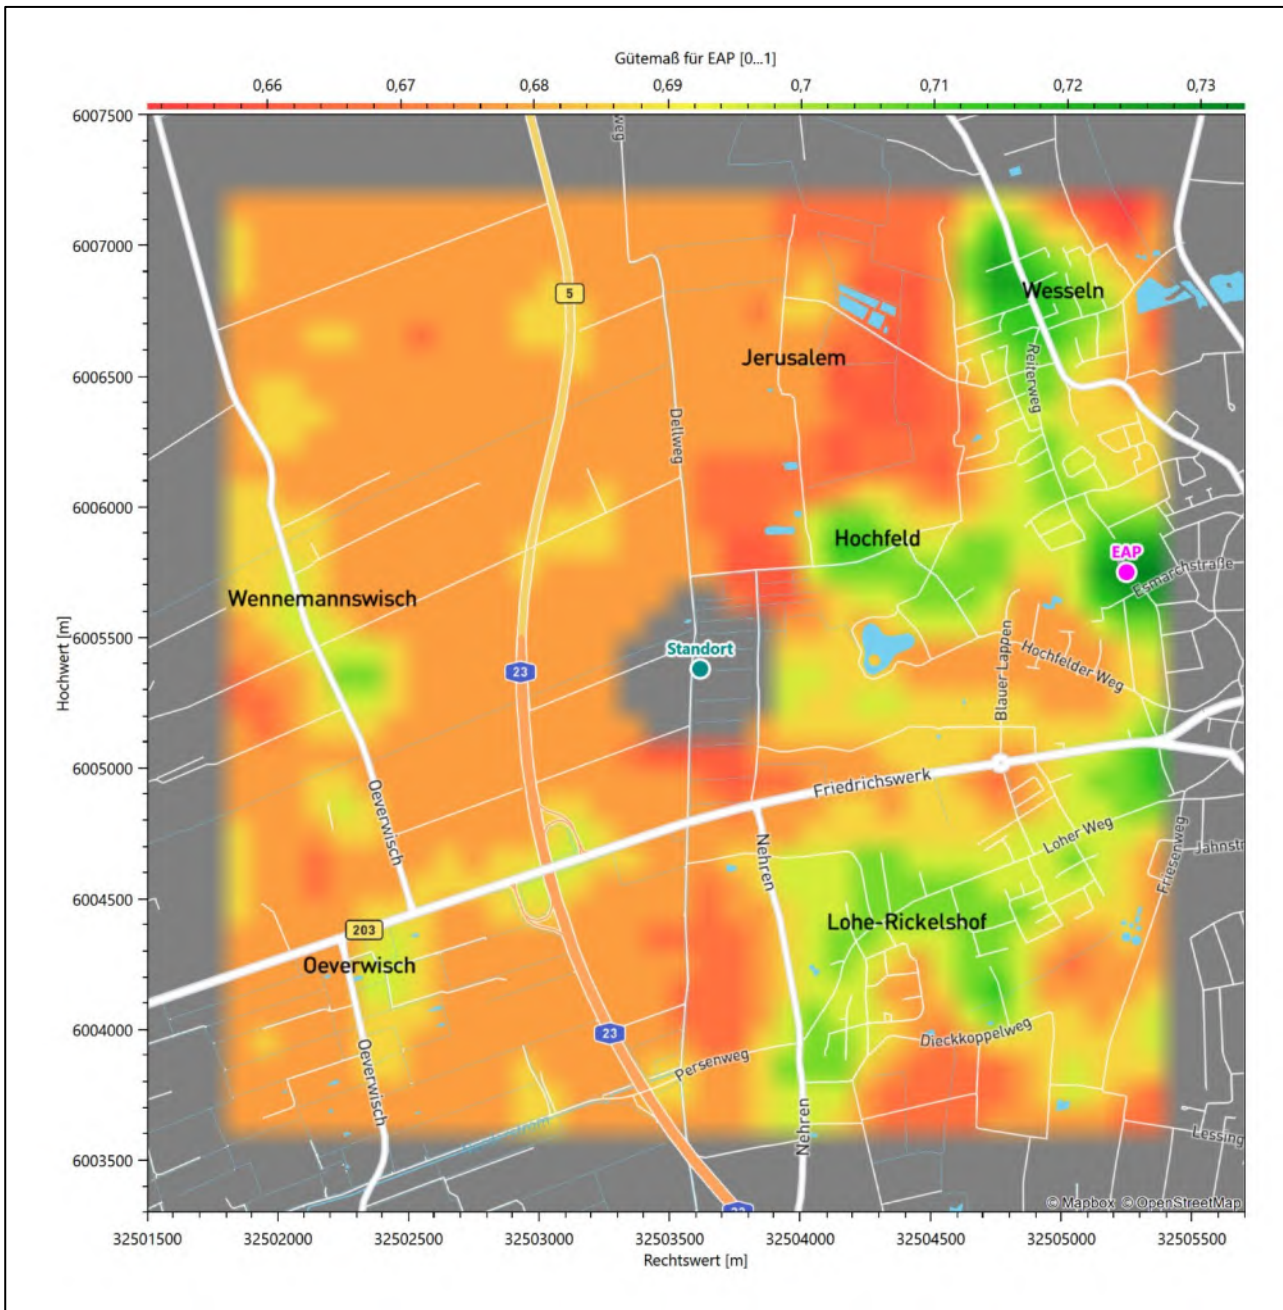 Gütemaß für EAP [0...1]
0,66 0,67 0,68 0,69 0,7 0,71 0,72 0,73
6007500
6007000
6006500
6006000
6005500
6005000
6004500
6004000
6003500
Hochwert [m]
weg
5
Wesseln
Jerusalem
Reiterweg
Dellweg
Hochfeld
EAP
Esmarchstraße
Wennemannswisch
Standort
23
Blauer Lappen
Hochfelder Weg
Oeverwisch
Friedrichswerk
Nehren
Loher Weg
Friesenweg
Jahnstr
203
Lohe-Rickelshof
Oeverwisch
23
Dieckkoppelweg
Oeverwisch
Persenweg
Nehren
Lessing
23
© Mapbox © OpenStreetMap
32501500 32502000 32502500 32503000 32503500 32504000 32504500 32505000 32505500
Rechtswert [m]